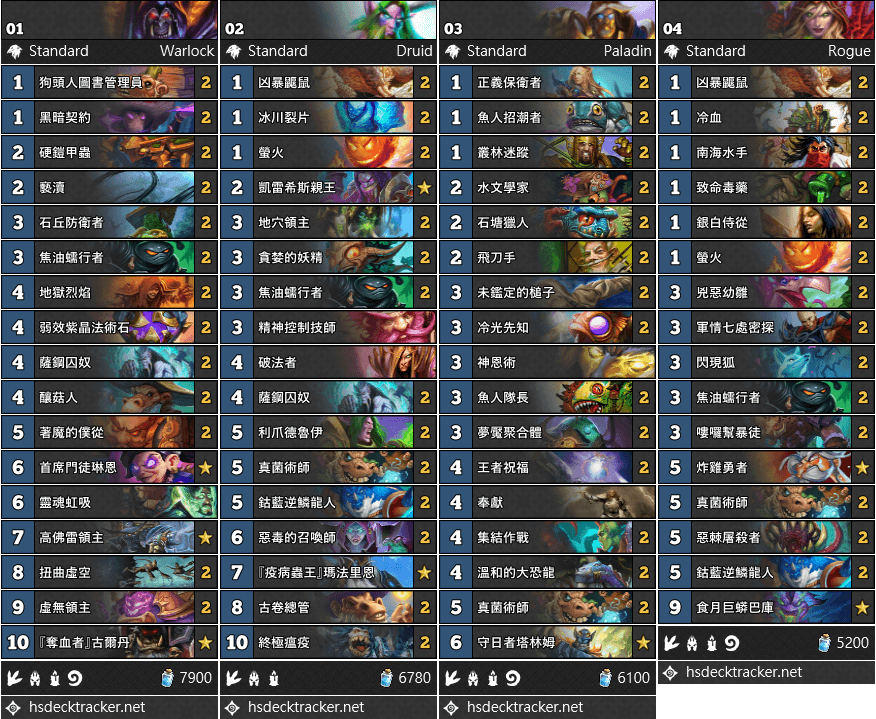 01
Standard Warlock
1 狗頭人圖書管理員 2
1 黑暗契約 2
2 硬鎧甲蟲 2
2 褻瀆 2
3 石丘防衛者 2
3 焦油蠕行者 2
4 地獄烈焰 2
4 弱效紫晶法術石 2
4 薩鋼囚奴 2
4 釀菇人 2
5 著魔的僕從 2
6 首席門徒琳恩 ★
6 靈魂虹吸
7 高佛雷領主 ★
8 扭曲虛空 2
9 虛無領主 2
10 『奪血者』古爾丹 ★
7900
hsdecktracker.net
02
Standard Druid
1 凶暴鼴鼠 2
1 冰川裂片 2
1 螢火 2
2 凱雷希斯親王 ★
3 地穴領主 2
3 貪婪的妖精 2
3 焦油蠕行者 2
3 精神控制技師
4 破法者
4 薩鋼囚奴 2
5 利爪德魯伊 2
5 真菌術師 2
5 鈷藍逆鱗龍人 2
6 惡毒的召喚師 2
7 『疫病蟲王』瑪法里恩 ★
8 古卷總管 2
10 終極瘟疫 2
6780
hsdecktracker.net
03
Standard Paladin
1 正義保衛者 2
1 魚人招潮者 2
1 叢林迷蹤 2
2 水文學家 2
2 石塘獵人 2
2 飛刀手 2
3 未鑑定的槌子 2
3 冷光先知 2
3 神恩術
3 魚人隊長 2
3 夢魘聚合體 2
4 王者祝福 2
4 奉獻
4 集結作戰 2
4 溫和的大恐龍 2
5 真菌術師 2
6 守日者塔林姆 ★
6100
hsdecktracker.net
04
Standard Rogue
1 凶暴鼴鼠 2
1 冷血 2
1 南海水手 2
1 致命毒藥 2
1 銀白侍從 2
1 螢火 2
3 兇惡幼雛 2
3 軍情七處密探 2
3 閃現狐 2
3 焦油蠕行者 2
3 嘍囉幫暴徒 2
5 炸雞勇者 ★
5 真菌術師 2
5 惡棘屠殺者 2
5 鈷藍逆鱗龍人 2
9 食月巨蟒巴庫 ★
5200
hsdecktracker.net